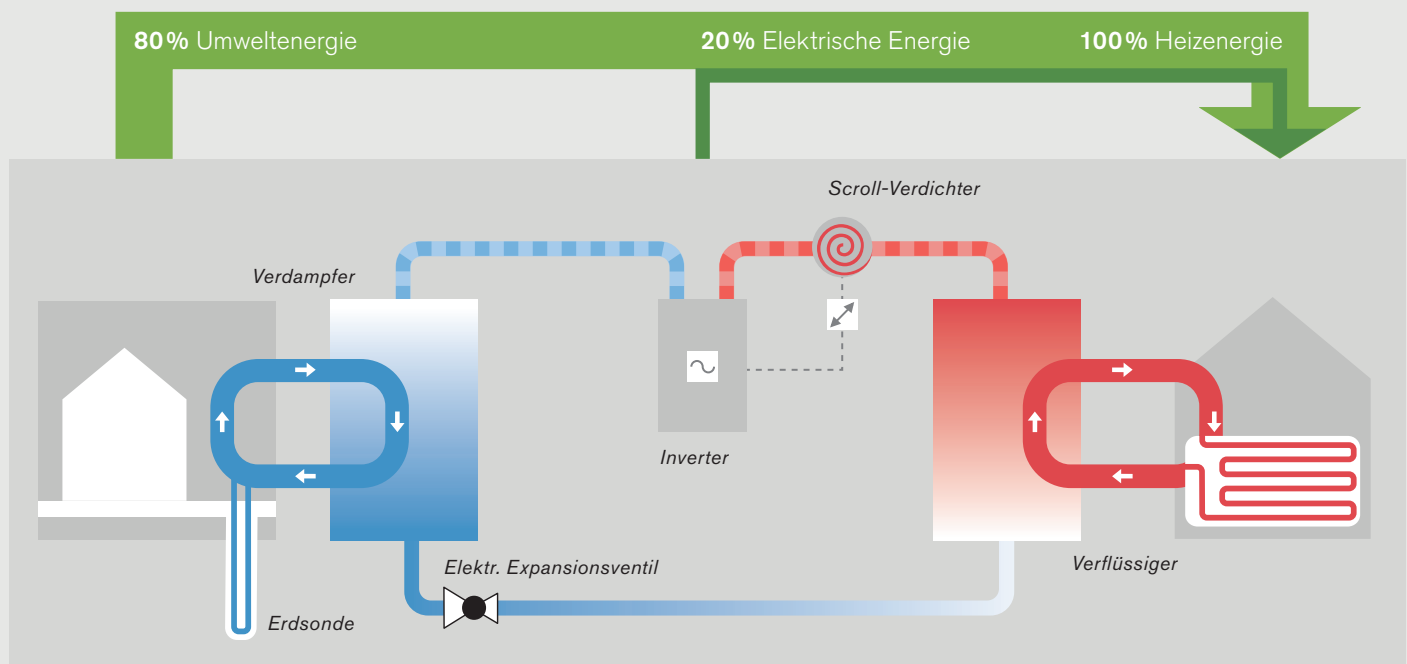 80% Umweltenergie
20% Elektrische Energie
100% Heizenergie
Scroll-Verdichter
Verdampfer
Inverter
Elektr. Expansionsventil
Verflüssiger
Erdsonde